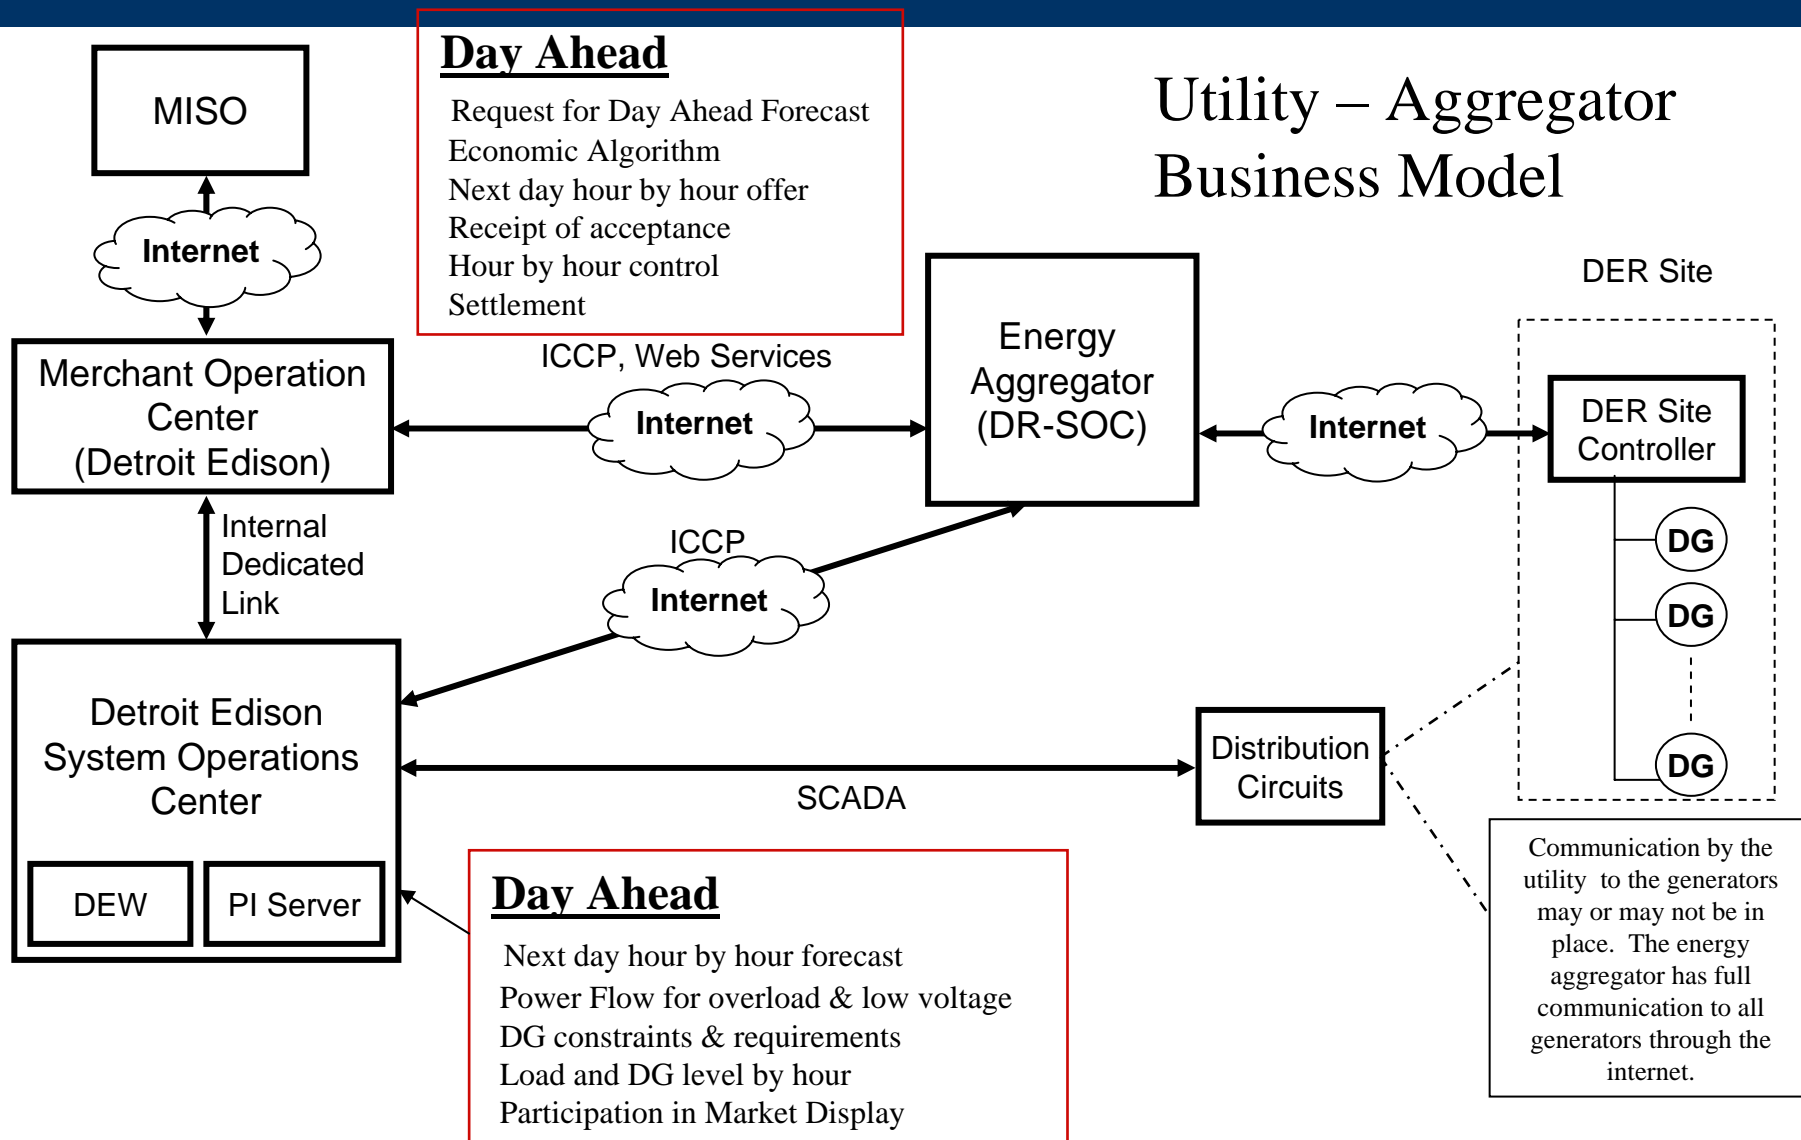 Utility – Aggregator
Business Model
MISO
Internet
Day Ahead
Request for Day Ahead Forecast
Economic Algorithm
Next day hour by hour offer
Receipt of acceptance
Hour by hour control
Settlement
Merchant Operation
Center
(Detroit Edison)
ICCP, Web Services
Internet
Energy
Aggregator
(DR-SOC)
Internet
DER Site
DER Site
Controller
DG
DG
DG
Internal
Dedicated
Link
ICCP
Internet
Detroit Edison
System Operations
Center
DEW
PI Server
SCADA
Distribution
Circuits
Day Ahead
Next day hour by hour forecast
Power Flow for overload & low voltage
DG constraints & requirements
Load and DG level by hour
Participation in Market Display
Communication by the
utility to the generators
may or may not be in
place. The energy
aggregator has full
communication to all
generators through the
internet.